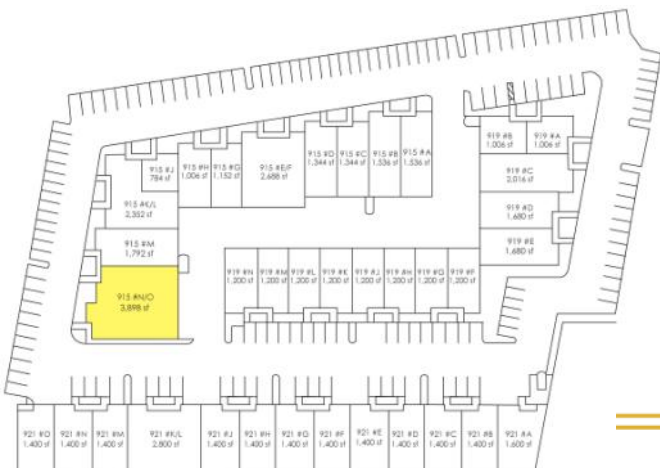 915 #J
784 sf
915 #H
1,006 sf
915 #G
1,152 sf
915 #E/F
2,688 sf
915 #D
1,344 sf
915 #C
1,344 sf
915 #B
1,536 sf
915 #A
1,536 sf
919 #B
1,006 sf
919 #A
1,006 sf
919 #C
2,016 sf
915 #K/L
2,352 sf
919 #D
1,680 sf
915 #M
1,792 sf
919 #E
1,680 sf
915 #N/O
3,898 sf
919 #N
1,200 sf
919 #M
1,200 sf
919 #L
1,200 sf
919 #K
1,200 sf
919 #J
1,200 sf
919 #H
1,200 sf
919 #G
1,200 sf
919 #F
1,200 sf
921 #O
1,400 sf
921 #N
1,400 sf
921 #M
1,400 sf
921 #K/L
2,800 sf
921 #J
1,400 sf
921 #H
1,400 sf
921 #G
1,400 sf
921 #F
1,400 sf
921 #E
1,400 sf
921 #D
1,400 sf
921 #C
1,400 sf
921 #B
1,400 sf
921 #A
1,600 sf